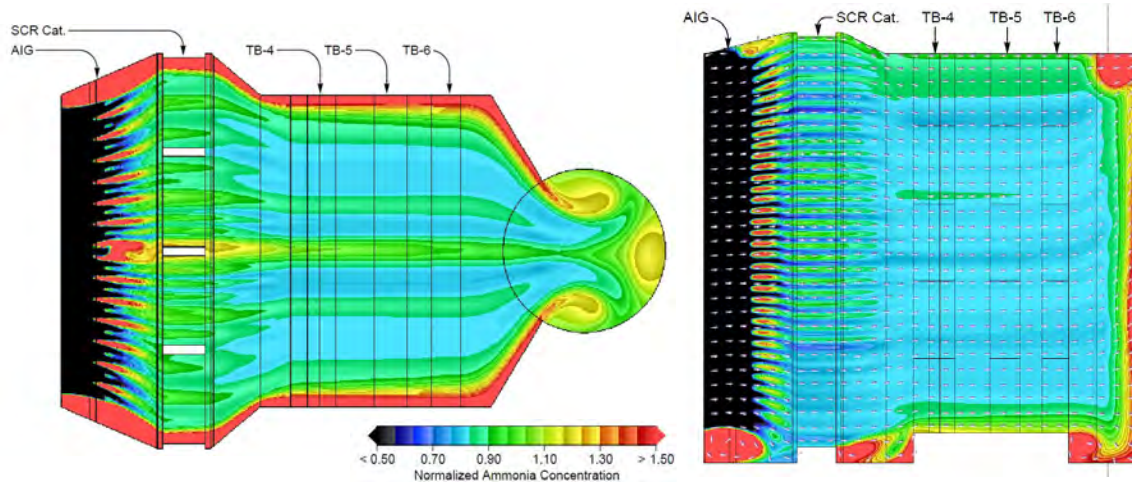 SCR Cat.
AIG
TB-4
TB-5
TB-6
AIG
SCR Cat.
TB-4
TB-5
TB-6
< 0.50 0.70 0.90 1.10 1.30 > 1.50
Normalized Ammonia Concentration